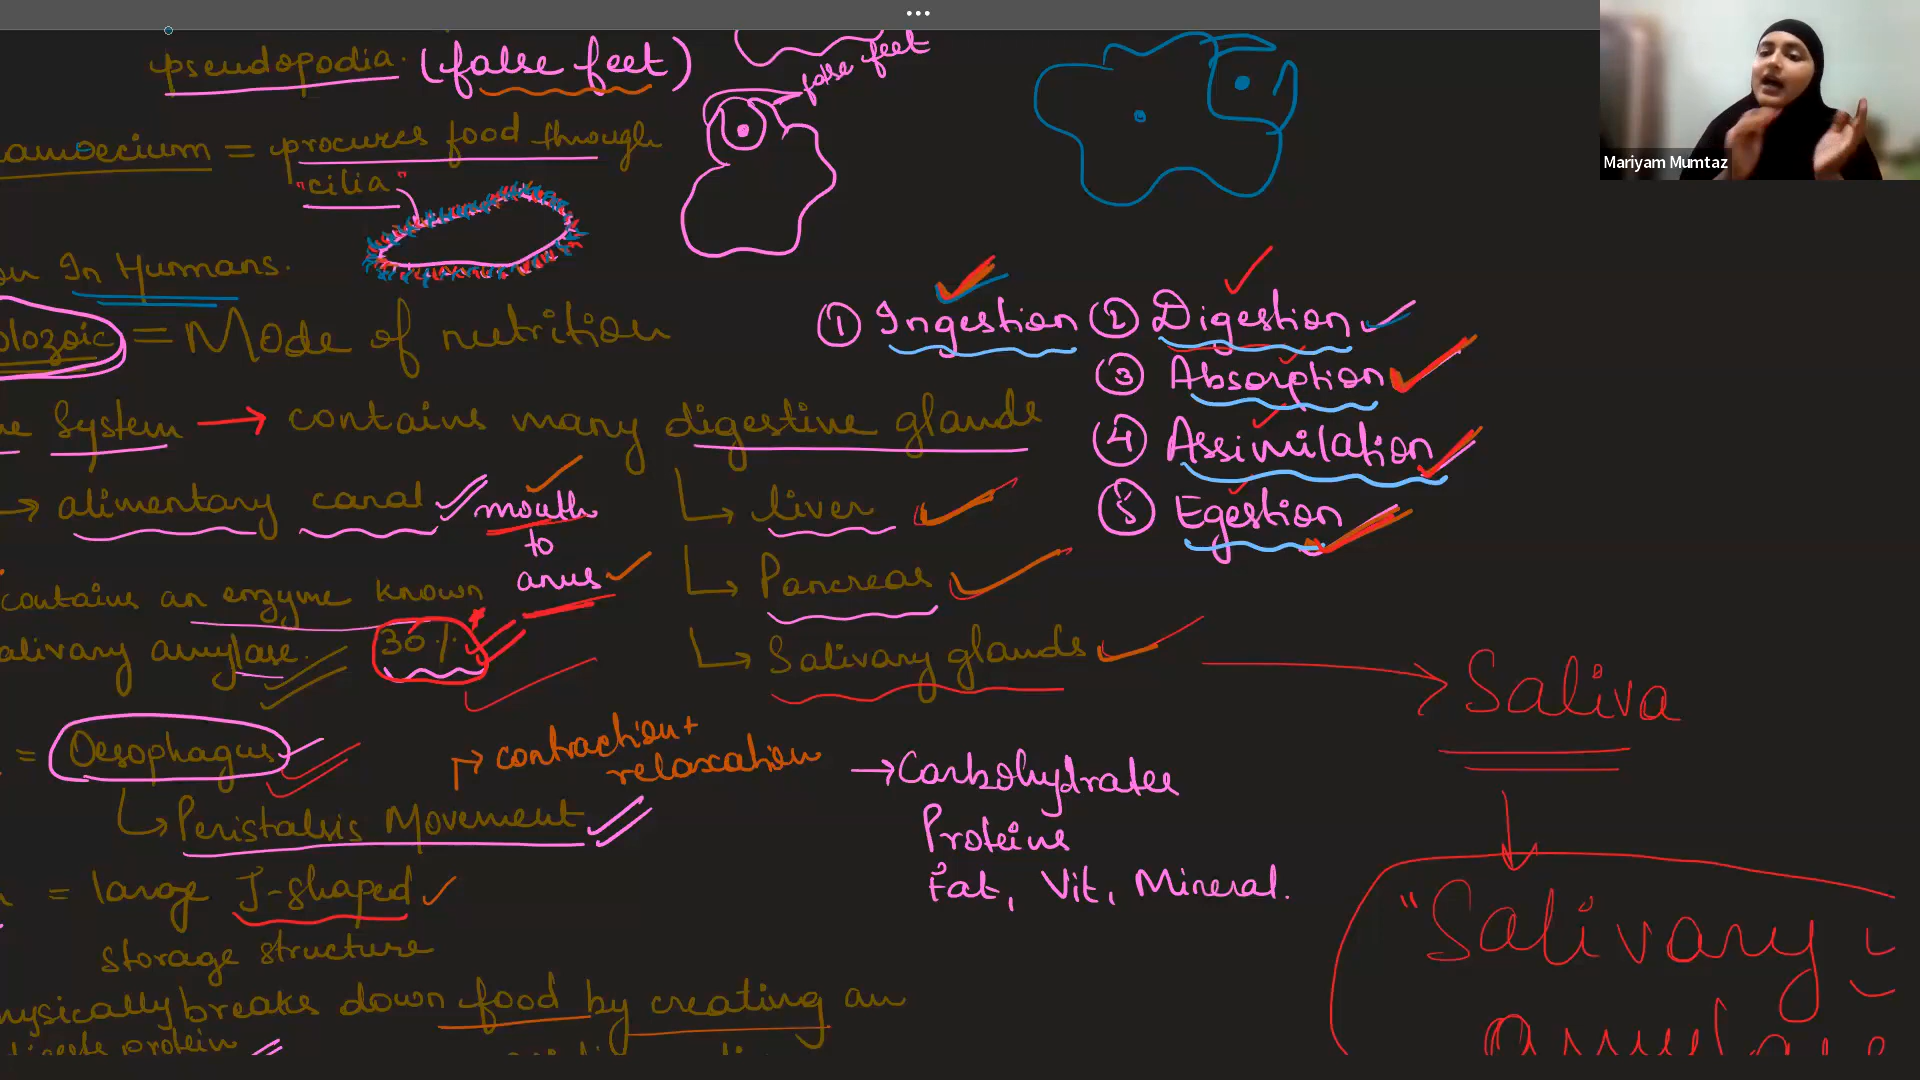 pseudopodia. (false feet)
false feet
amoecium = procures food through
"cilia"
In Humans.
= Mode of nutrition
① Ingestion ② Digestion
③ Absorption
④ Assimilation
⑤ Egestion
System → contains many digestive glands
→ alimentary canal
mouth
to
anus
→ liver
→ Pancreas
→ Salivary glands
contains an enzyme known
salivary amylase.
30%
Saliva
= Oesophagus
contraction +
relaxation
→ Peristalsis Movement
→ Carbohydrates
Proteins
Fat, Vit, Mineral.
= large J-shaped
storage structure
physically breaks down food by creating an
protein
"Salivary
Mariyam Mumtaz